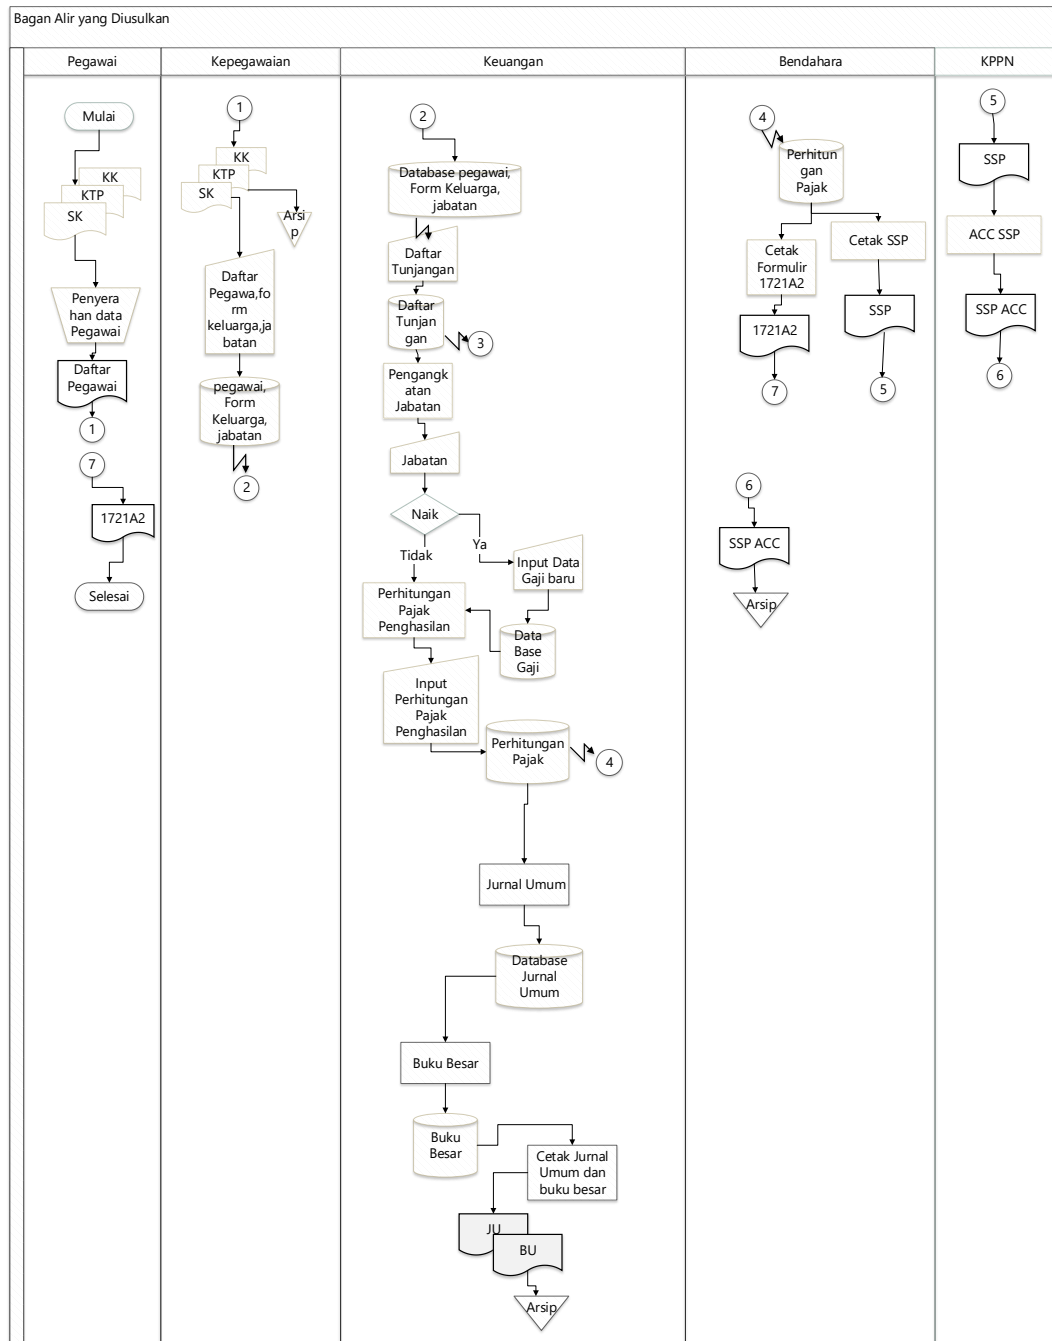 Bagan Alir yang Diusulkan
Pegawai
Kepegawaian
Keuangan
Bendahara
KPPN
Mulai
KK
KTP
SK
Penyera
han data
Pegawai
Daftar
Pegawai
1
7
1721A2
Selesai
1
KK
KTP
SK
Arsi
p
Daftar
Pegawa,for
m
keluarga,ja
batan
pegawai,
Form
Keluarga,
jabatan
2
2
Database pegawai,
Form Keluarga,
jabatan
Daftar
Tunjangan
Daftar
Tunjan
gan
3
Pengangk
atan
Jabatan
Jabatan
Naik
Ya
Tidak
Input Data
Gaji baru
Perhitungan
Pajak
Penghasilan
Data
Base
Gaji
Input
Perhitungan
Pajak
Penghasilan
Perhitungan
Pajak
4
Jurnal Umum
Database
Jurnal
Umum
Buku Besar
Buku
Besar
Cetak Jurnal
Umum dan
buku besar
JU
BU
Arsip
4
Perhitun
gan
Pajak
Cetak
Formulir
1721A2
Cetak SSP
1721A2
SSP
7
5
6
SSP ACC
Arsip
5
SSP
ACC SSP
SSP ACC
6